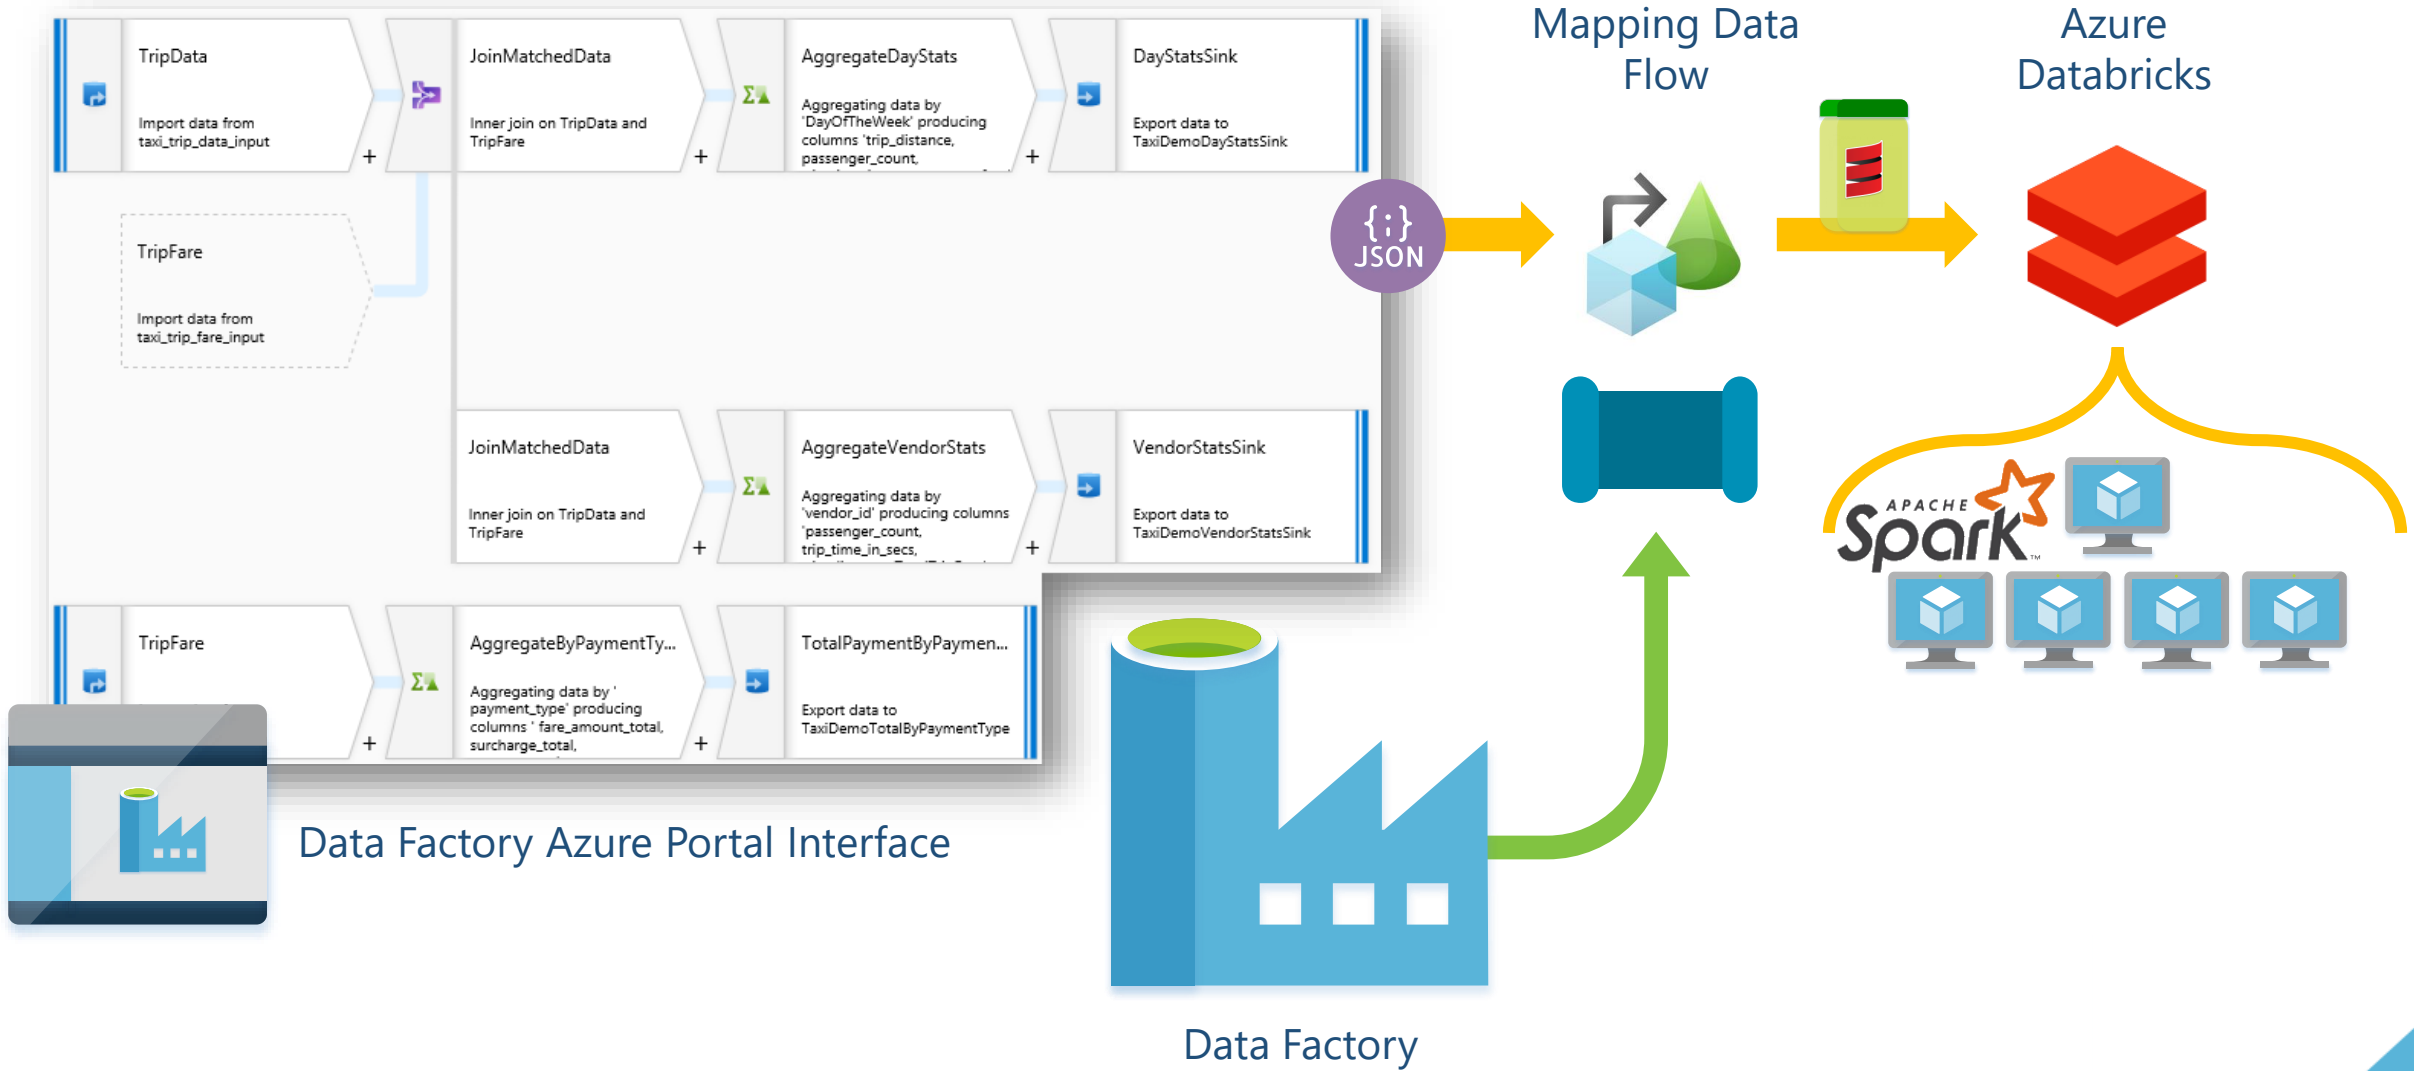 TripData
Import data from
taxi_trip_data_input
+
JoinMatchedData
Inner join on TripData and
TripFare
+
AggregateDayStats
Aggregating data by
'DayOfTheWeek' producing
columns 'trip_distance,
passenger_count,
+
DayStatsSink
Export data to
TaxiDemoDayStatsSink
TripFare
Import data from
taxi_trip_fare_input
JoinMatchedData
Inner join on TripData and
TripFare
+
AggregateVendorStats
Aggregating data by
'vendor_id' producing columns
'passenger_count,
trip_time_in_secs,
+
VendorStatsSink
Export data to
TaxiDemoVendorStatsSink
TripFare
+
AggregateByPaymentTy...
Aggregating data by '
payment_type' producing
columns ' fare_amount_total,
surcharge_total,
+
TotalPaymentByPaymen...
Export data to
TaxiDemoTotalByPaymentType
Data Factory Azure Portal Interface
{;}
JSON
Mapping Data
Flow
Azure
Databricks
APACHE
Spark
TM
Data Factory